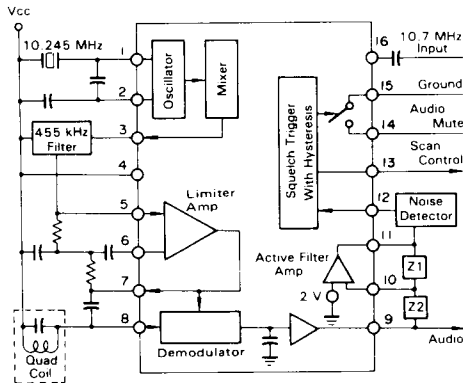 Vcc
10.245 MHz
1
2
455 kHz
Filter
3
4
5
6
7
8
Quad
Coil
Oscillator
Mixer
Limiter
Amp
Demodulator
Squelch Trigger
With Hysteresis
Active Filter
Amp
2 V
16
10.7 MHz
Input
15
Ground
14
Audio
Mute
13
Scan
Control
12
Noise
Detector
11
Z1
10
Z2
9
Audio